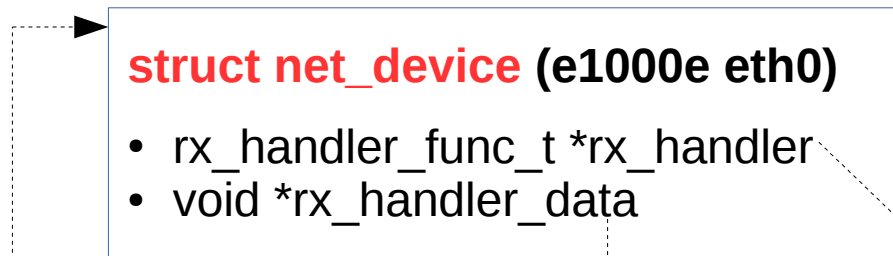 struct net_device (e1000e eth0)
• rx_handler_func_t *rx_handler
• void *rx_handler_data